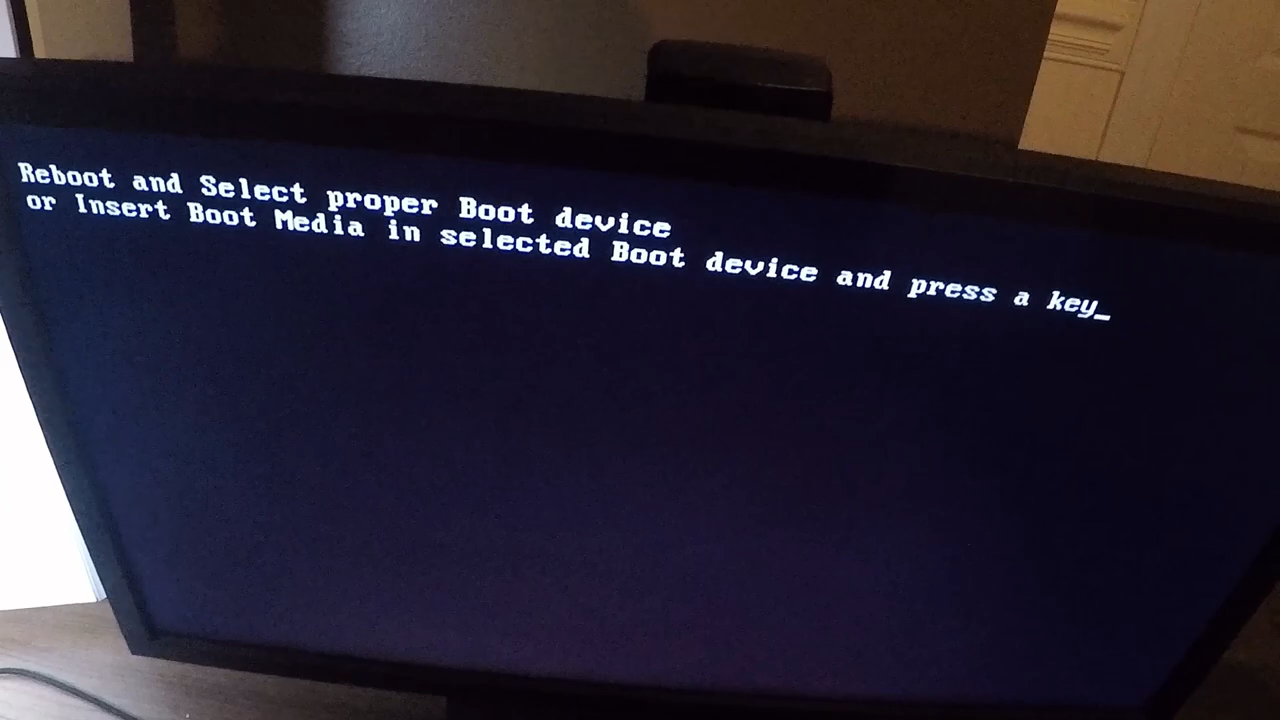 Reboot and Select proper Boot device
or Insert Boot Media in selected Boot device and press a key_